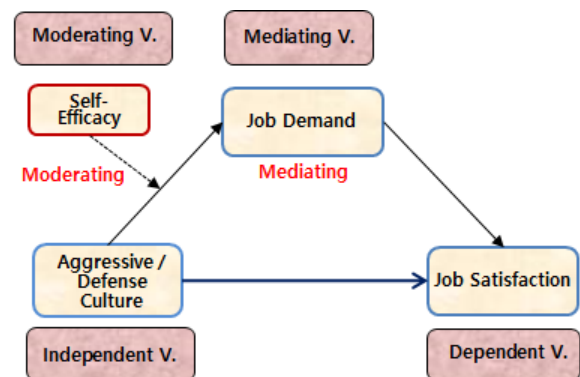 Moderating V.
Mediating V.
Self-
Efficacy
Job Demand
Moderating
Mediating
Aggressive /
Defense
Culture
Job Satisfaction
Independent V.
Dependent V.